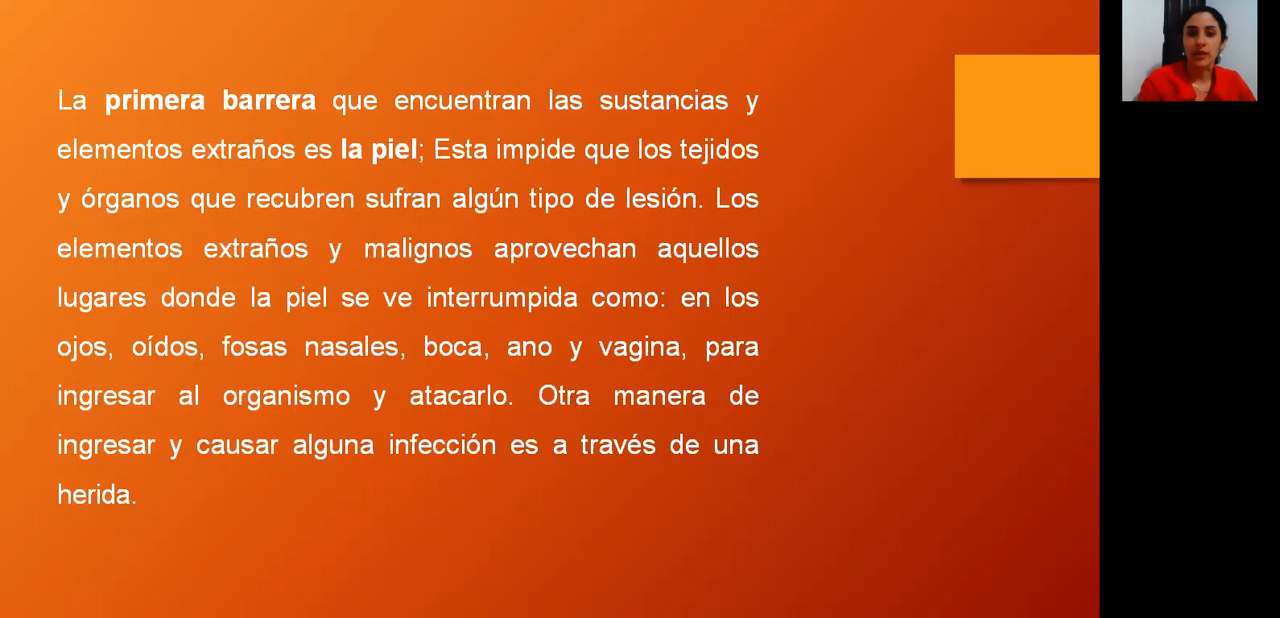 La primera barrera que encuentran las sustancias y
elementos extraños es la piel; Esta impide que los tejidos
y órganos que recubren sufran algún tipo de lesión. Los
elementos extraños y malignos aprovechan aquellos
lugares donde la piel se ve interrumpida como: en los
ojos, oídos, fosas nasales, boca, ano y vagina, para
ingresar al organismo y atacarlo. Otra manera de
ingresar y causar alguna infección es a través de una
herida.